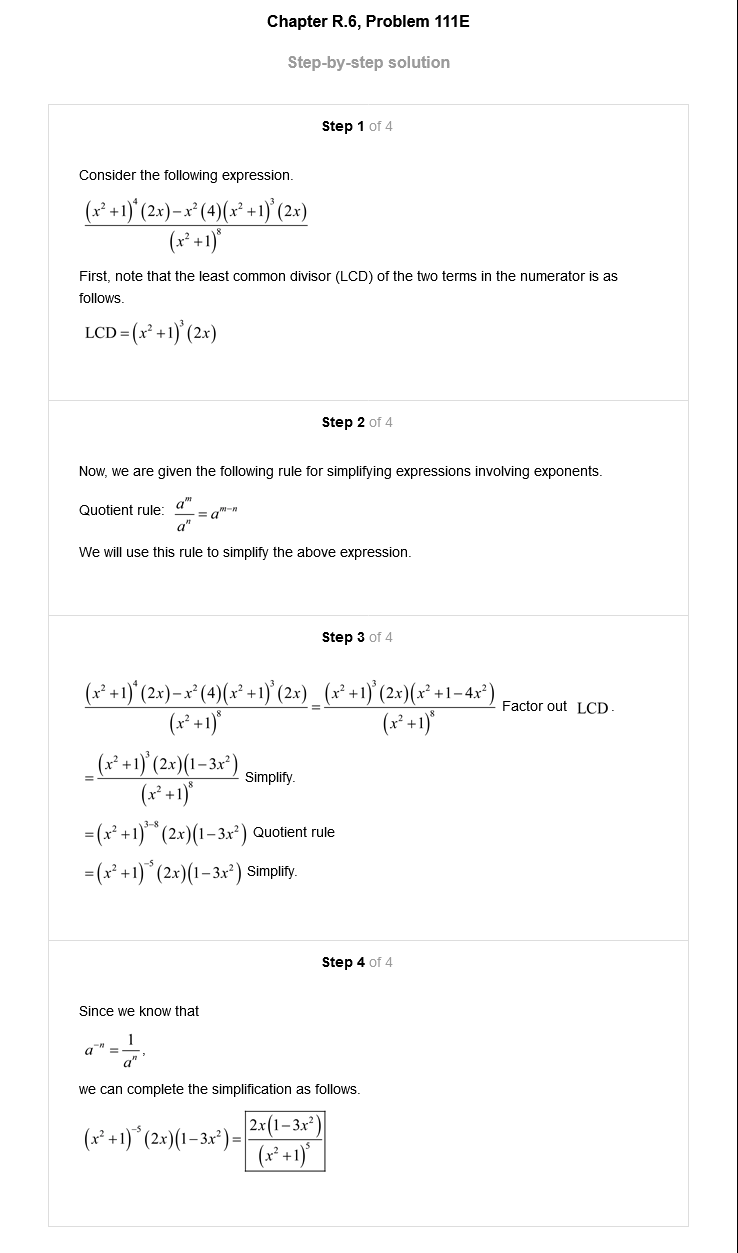 Chapter R.6, Problem 111E
Step-by-step solution
Step 1 of 4
Consider the following expression.
\frac{(x^2+1)^4(2x)-x^2(4)(x^2+1)^3(2x)}{(x^2+1)^8}
First, note that the least common divisor (LCD) of the two terms in the numerator is as
follows.
LCD = (x^2+1)^3(2x)
Step 2 of 4
Now, we are given the following rule for simplifying expressions involving exponents.
Quotient rule: \frac{a^m}{a^n} = a^{m-n}
We will use this rule to simplify the above expression.
Step 3 of 4
\frac{(x^2+1)^4(2x)-x^2(4)(x^2+1)^3(2x)}{(x^2+1)^8} = \frac{(x^2+1)^3(2x)(x^2+1-4x^2)}{(x^2+1)^8} Factor out LCD.
= \frac{(x^2+1)^3(2x)(1-3x^2)}{(x^2+1)^8} Simplify.
= (x^2+1)^{3-8}(2x)(1-3x^2) Quotient rule
= (x^2+1)^{-5}(2x)(1-3x^2) Simplify.
Step 4 of 4
Since we know that
a^{-n} = \frac{1}{a^n},
we can complete the simplification as follows.
(x^2+1)^{-5}(2x)(1-3x^2) = \frac{2x(1-3x^2)}{(x^2+1)^5}